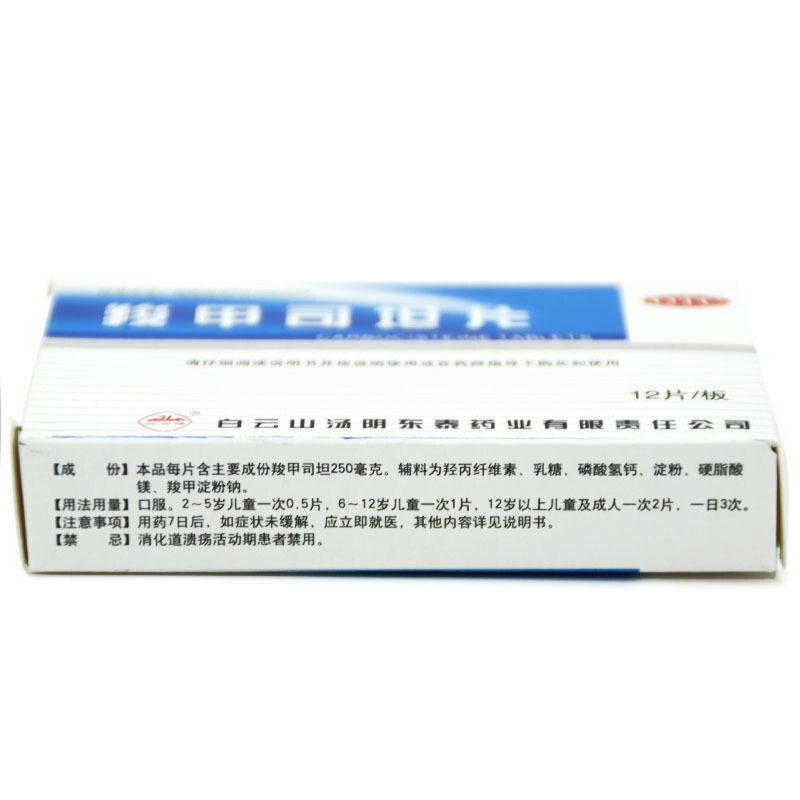 羧甲司坦片
CARBOCISTEINE TABLETS
请仔细阅读说明书并按说明使用或在药师指导下购买和使用
12片/板
白云山汤阴东泰药业有限责任公司
【成　份】本品每片含主要成份羧甲司坦250毫克。辅料为羟丙纤维素、乳糖、磷酸氢钙、淀粉、硬脂酸
镁、羧甲淀粉钠。
【用法用量】口服。2～5岁儿童一次0.5片，6～12岁儿童一次1片，12岁以上儿童及成人一次2片，一日3次。
【注意事项】用药7日后，如症状未缓解，应立即就医，其他内容详见说明书。
【禁　忌】消化道溃疡活动期患者禁用。